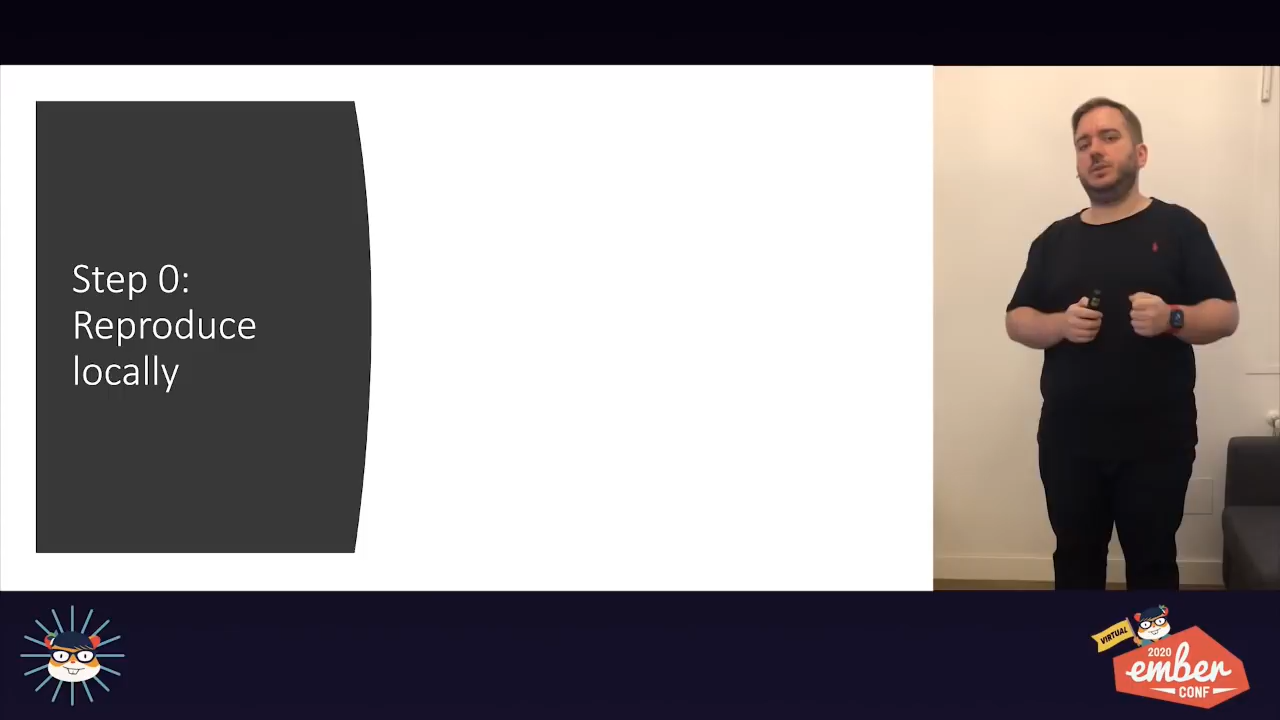 Step 0:
Reproduce
locally
VIRTUAL
2020
ember
CONF